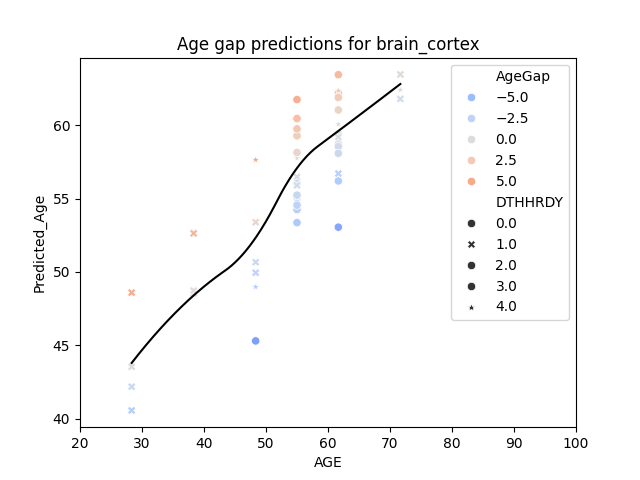 Age gap predictions for brain_cortex
Predicted_Age
60
55
50
45
40
20 30 40 50 60 70 80 90 100
AGE
AgeGap
−5.0
−2.5
0.0
2.5
5.0
DTHHRDY
0.0
1.0
2.0
3.0
4.0